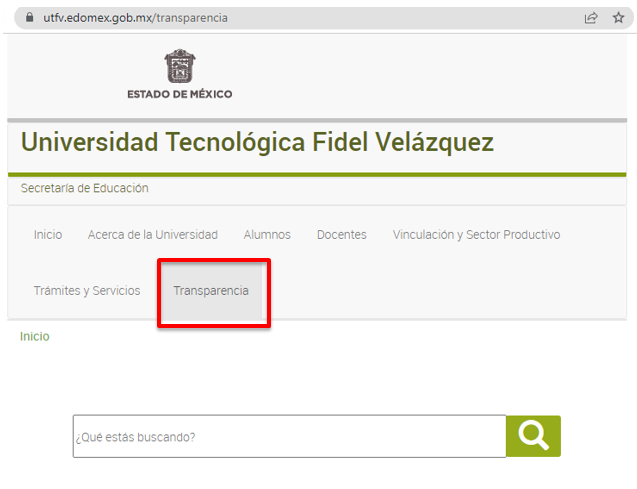 utfv.edomex.gob.mx/transparencia
ESTADO DE MÉXICO
Universidad Tecnológica Fidel Velázquez
Secretaría de Educación
Inicio Acerca de la Universidad Alumnos Docentes Vinculación y Sector Productivo
Trámites y Servicios Transparencia
Inicio
¿Qué estás buscando?